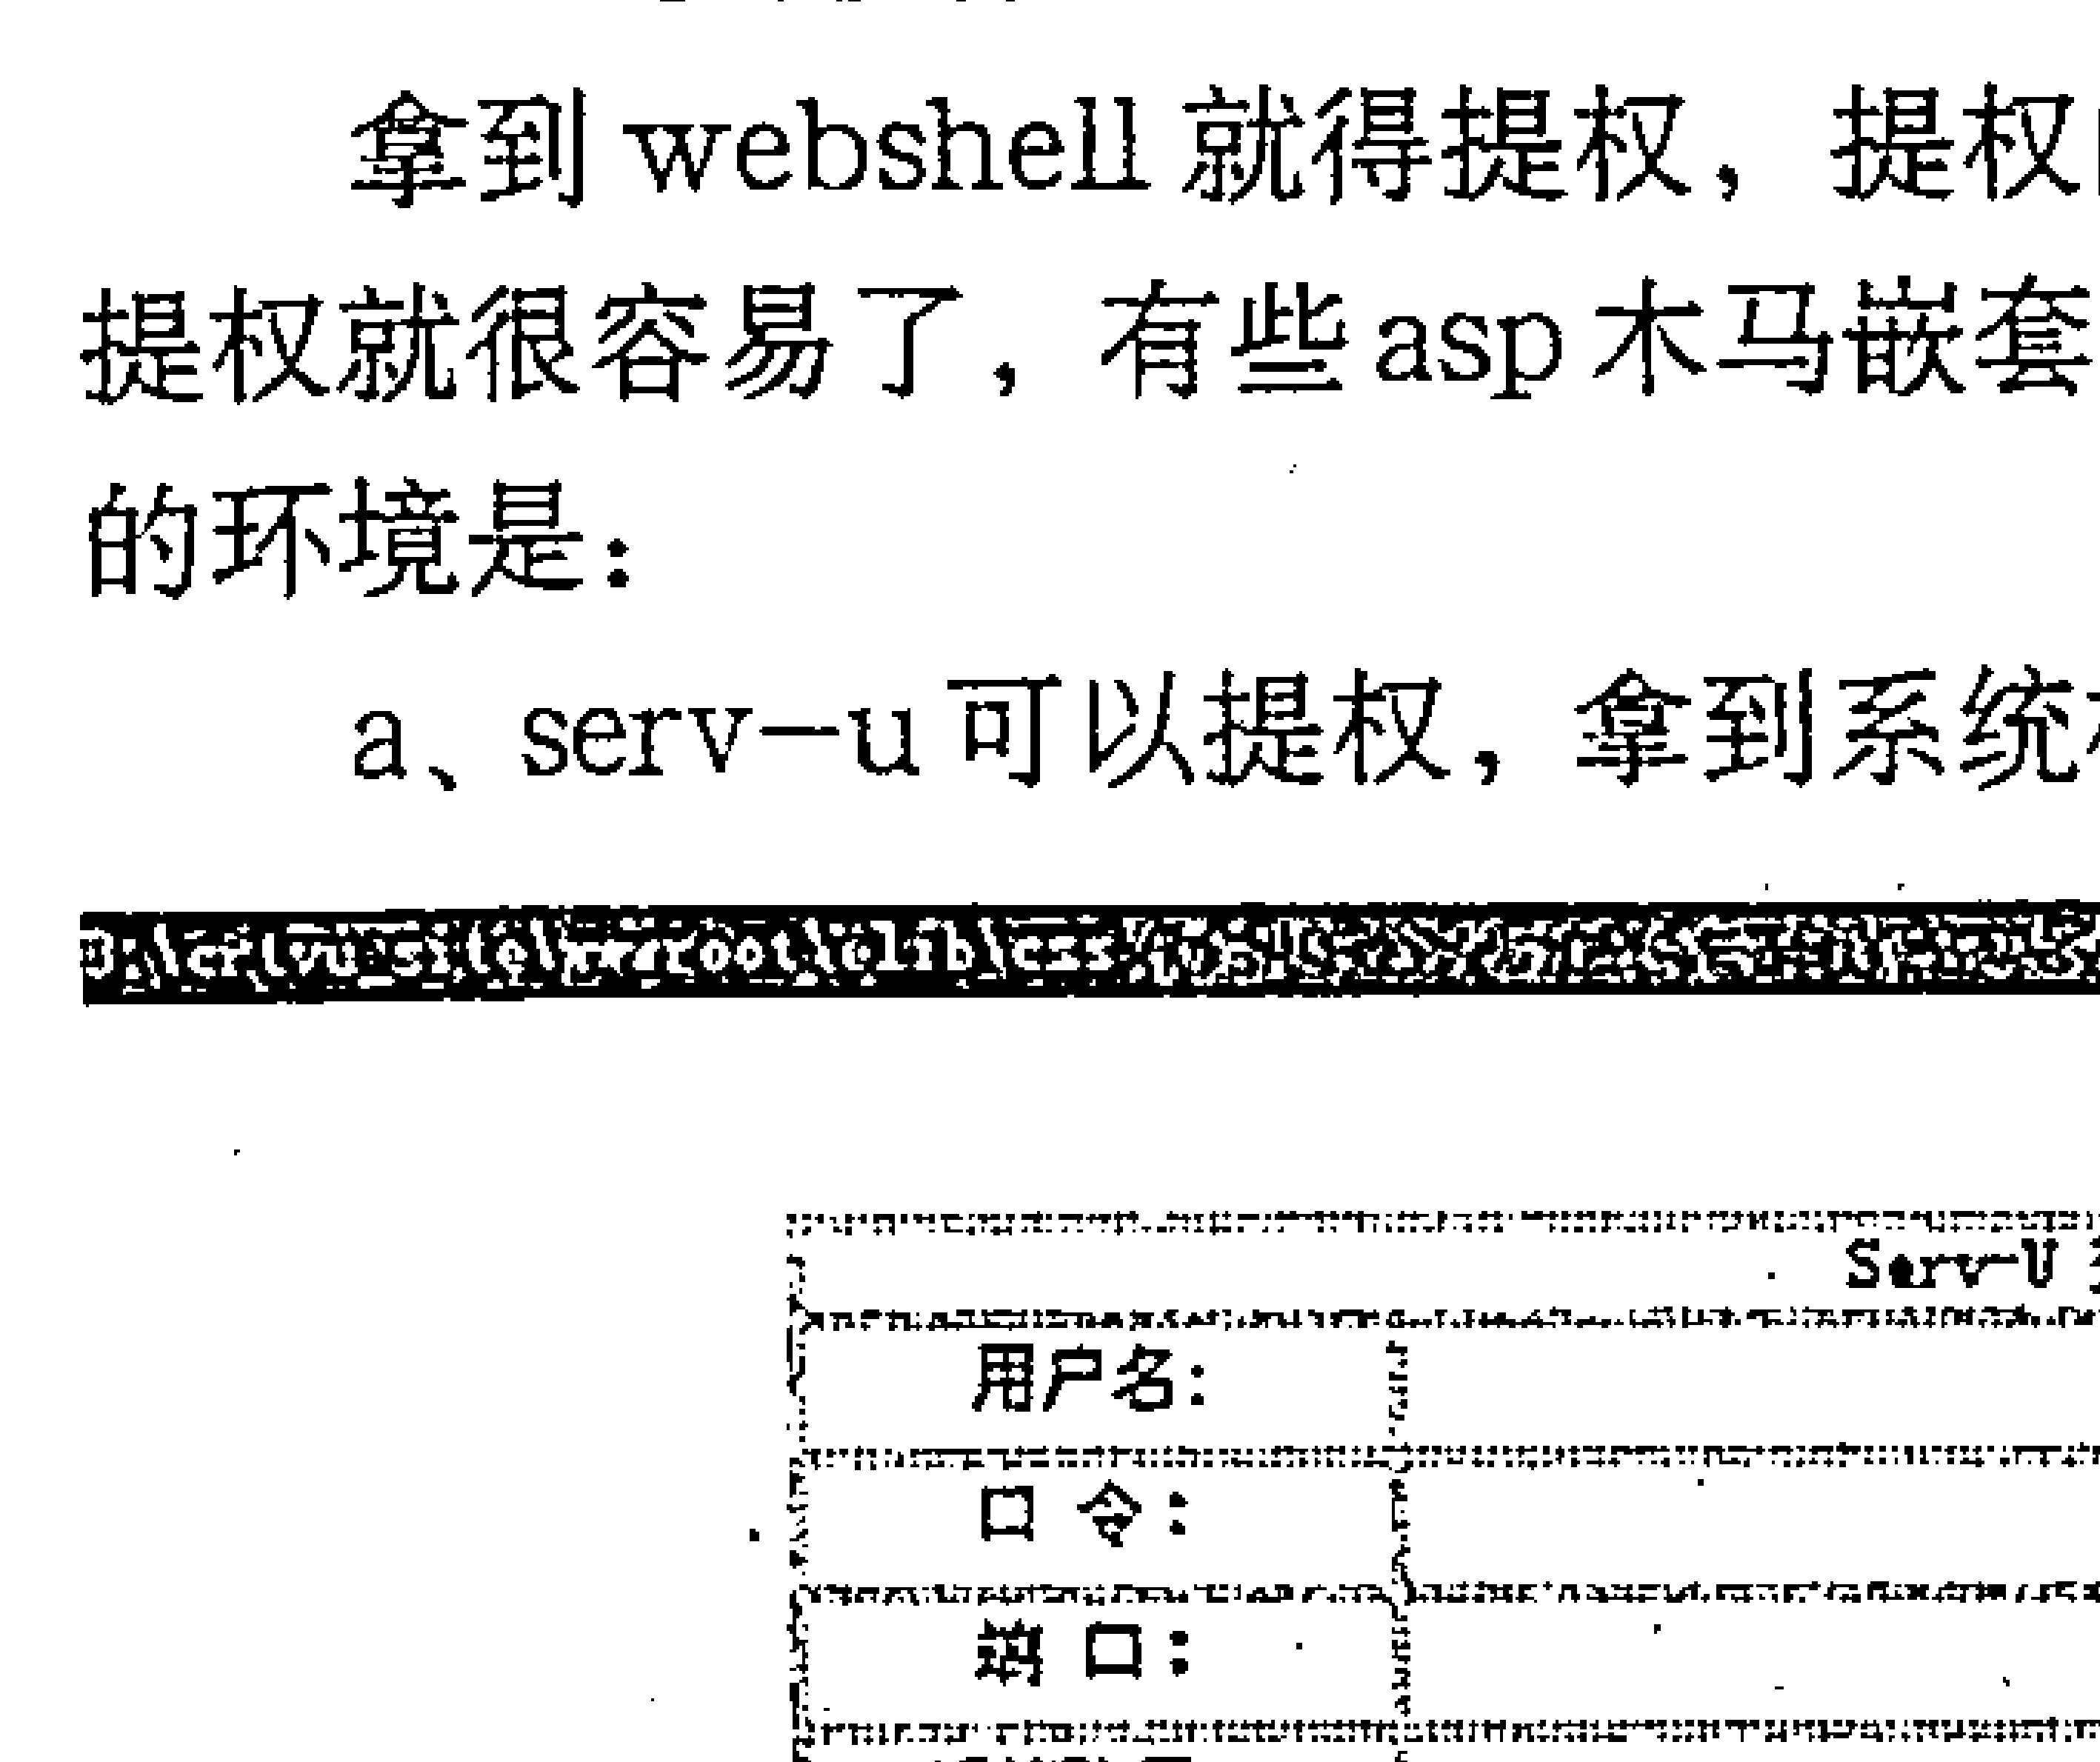 拿到 webshell 就得提权，提权
提权就很容易了，有些 asp 木马嵌套
的环境是：
a、serv-u 可以提权，拿到系统
Serv-U
用户名：
口 令：
端 口：